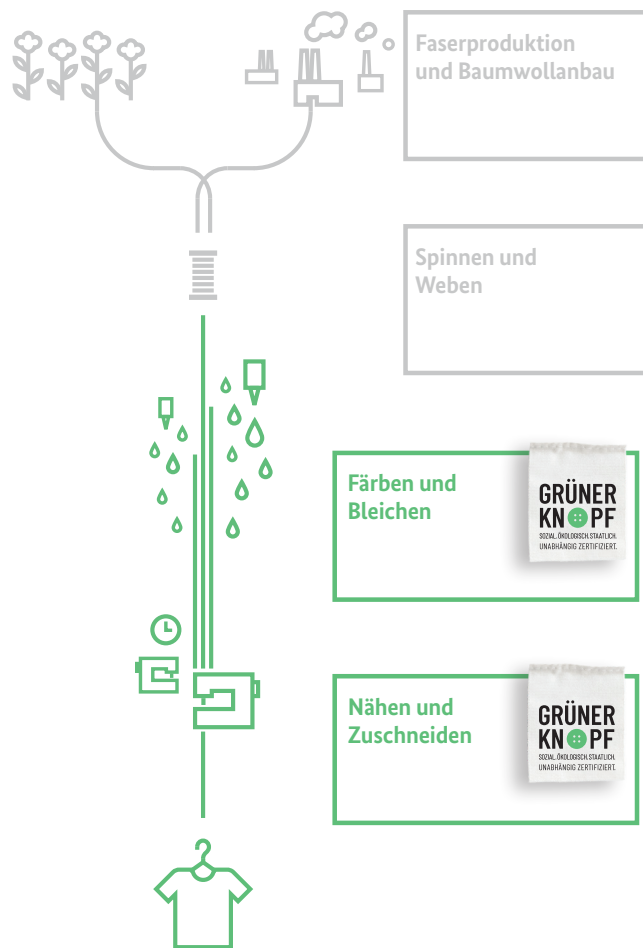 Faserproduktion
und Baumwollanbau
Spinnen und
Weben
Färben und
Bleichen
GRÜNER
KNOPF
SOZIAL. ÖKOLOGISCH. STAATLICH.
UNABHÄNGIG ZERTIFIZIERT.
Nähen und
Zuschneiden
GRÜNER
KNOPF
SOZIAL. ÖKOLOGISCH. STAATLICH.
UNABHÄNGIG ZERTIFIZIERT.